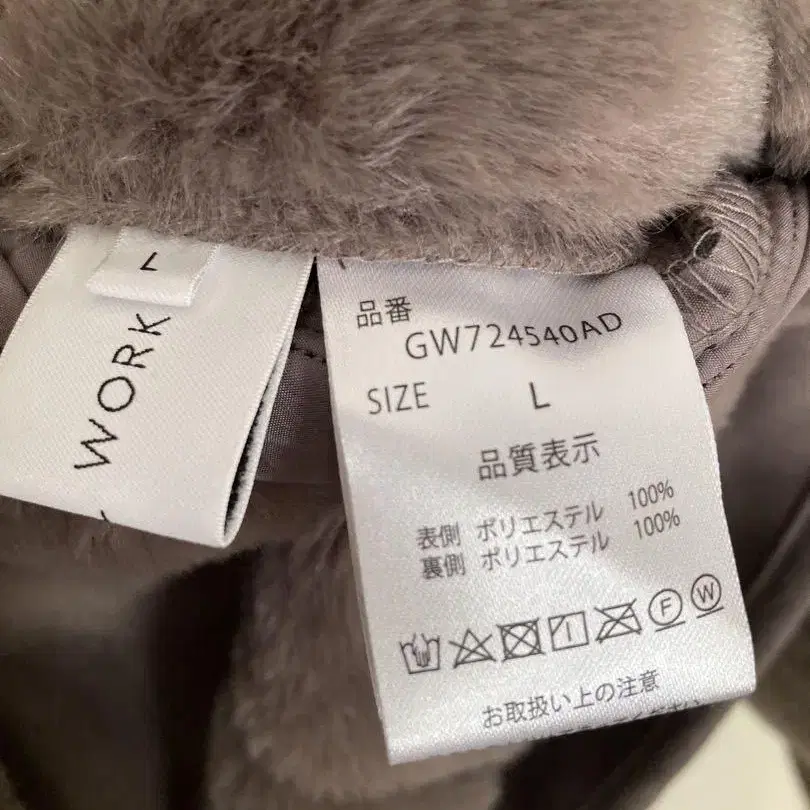 L
WORK
品番
GW724540AD
SIZE L
品質表示
表側 ポリエステル 100%
裏側 ポリエステル 100%
F W
お取扱い上の注意